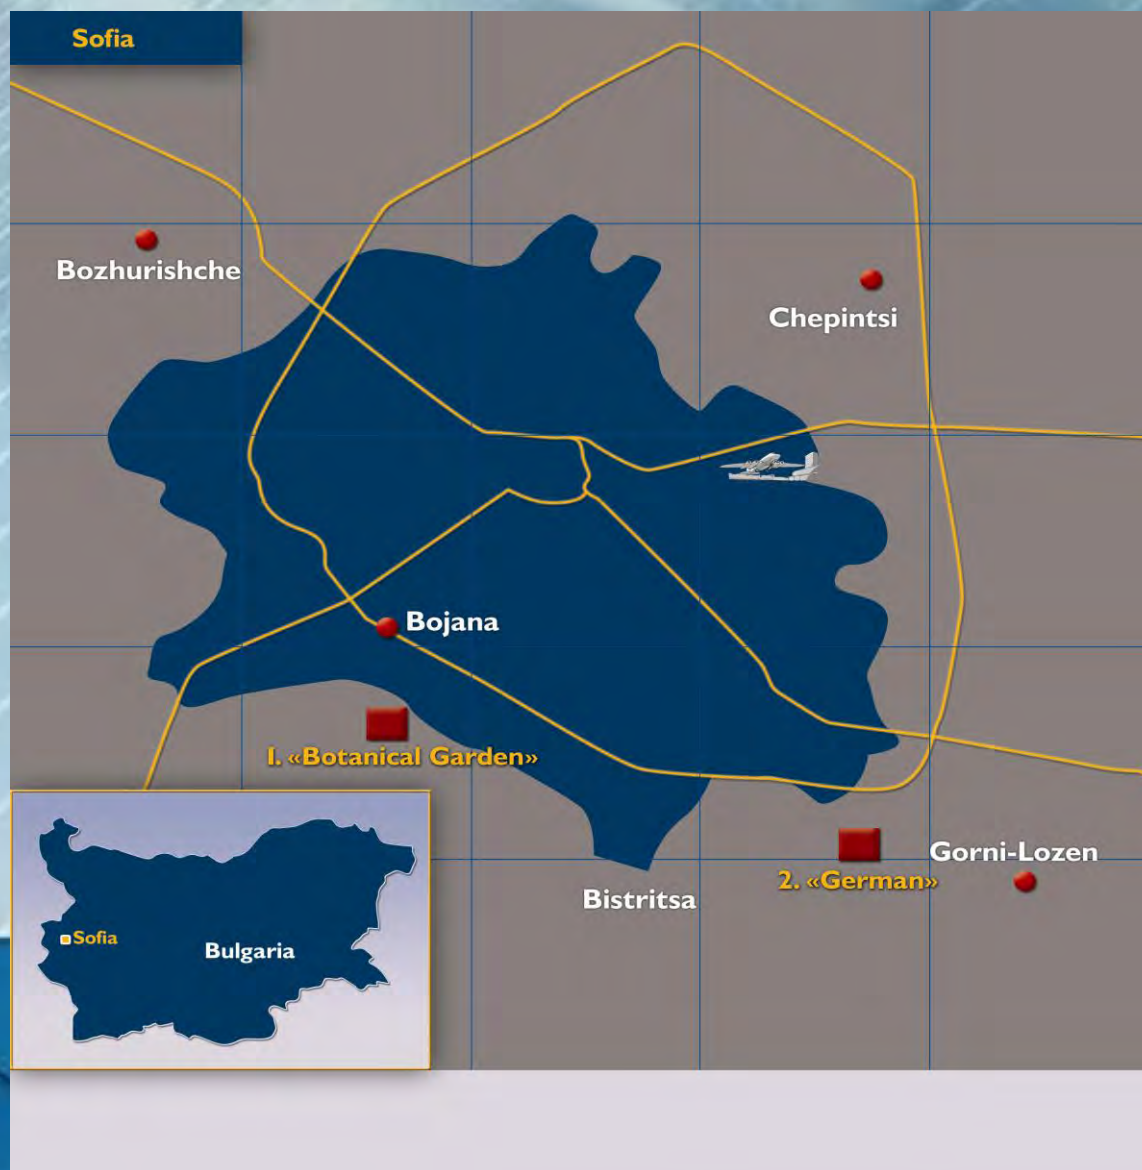 Sofia
Bozhurishche
Chepintsi
Bojana
1. «Botanical Garden»
Gorni-Lozen
2. «German»
Bistritsa
Sofia
Bulgaria